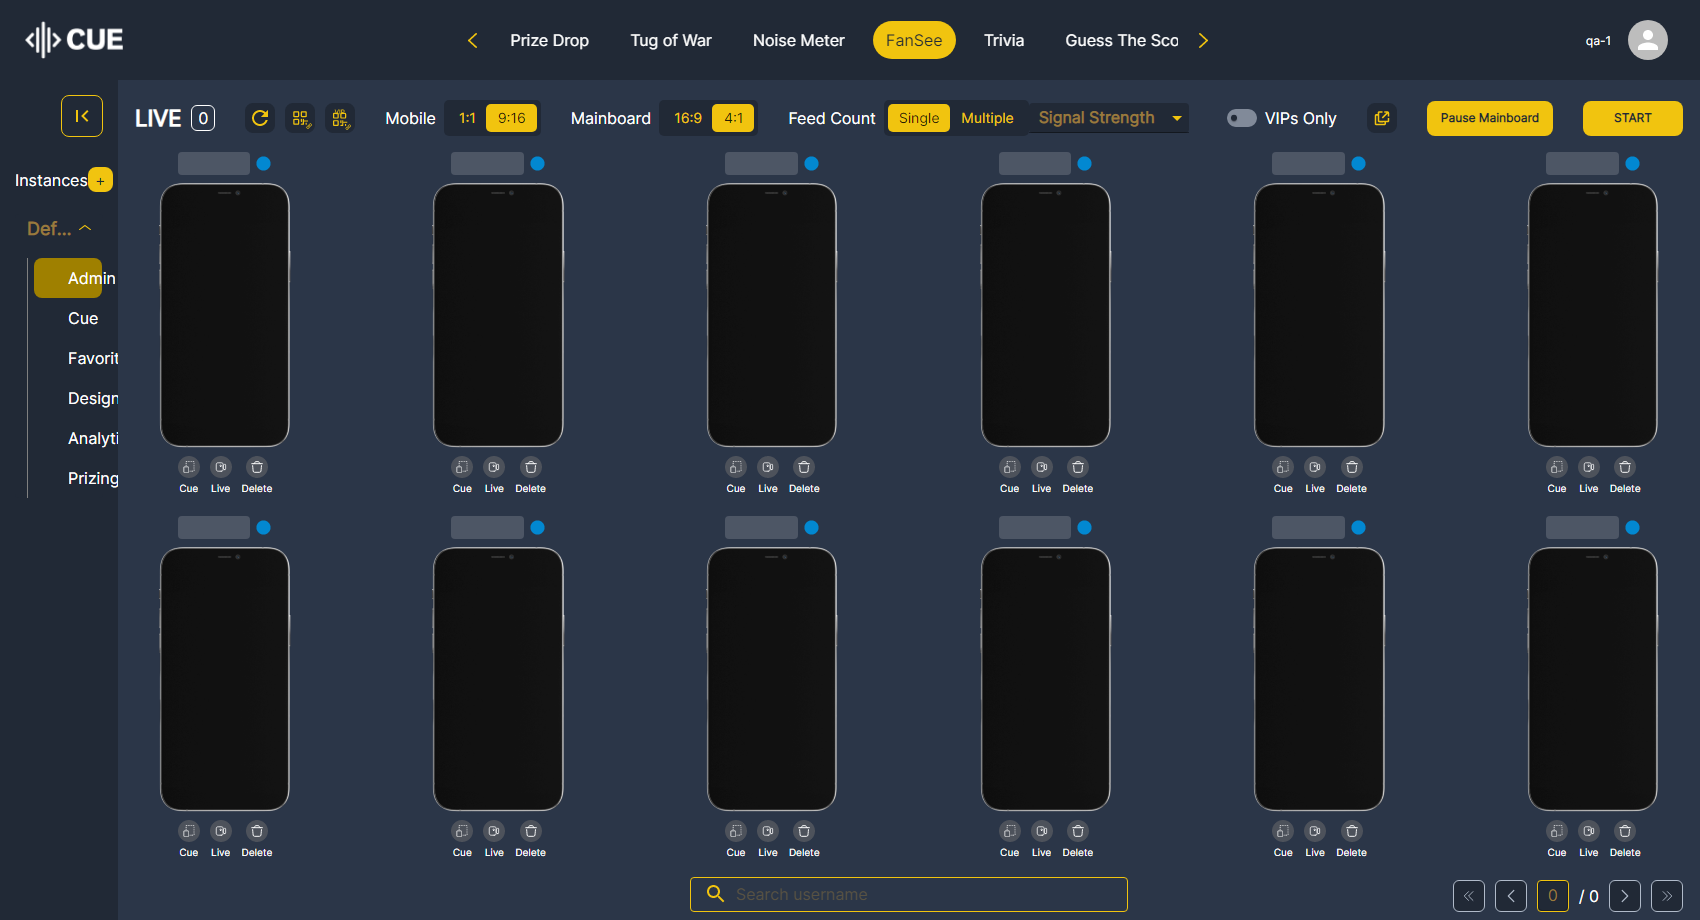 CUE
Prize Drop Tug of War Noise Meter FanSee Trivia Guess The Sco
qa-1
LIVE 0 Mobile 1:1 9:16 Mainboard 16:9 4:1 Feed Count Single Multiple Signal Strength VIPs Only Pause Mainboard START
Instances +
Def...
Admin
Cue
Favorit
Design
Analyti
Prizing
Cue Live Delete Cue Live Delete Cue Live Delete Cue Live Delete Cue Live Delete Cue Live Delete
Cue Live Delete Cue Live Delete Cue Live Delete Cue Live Delete Cue Live Delete Cue Live Delete
Search username
0 / 0